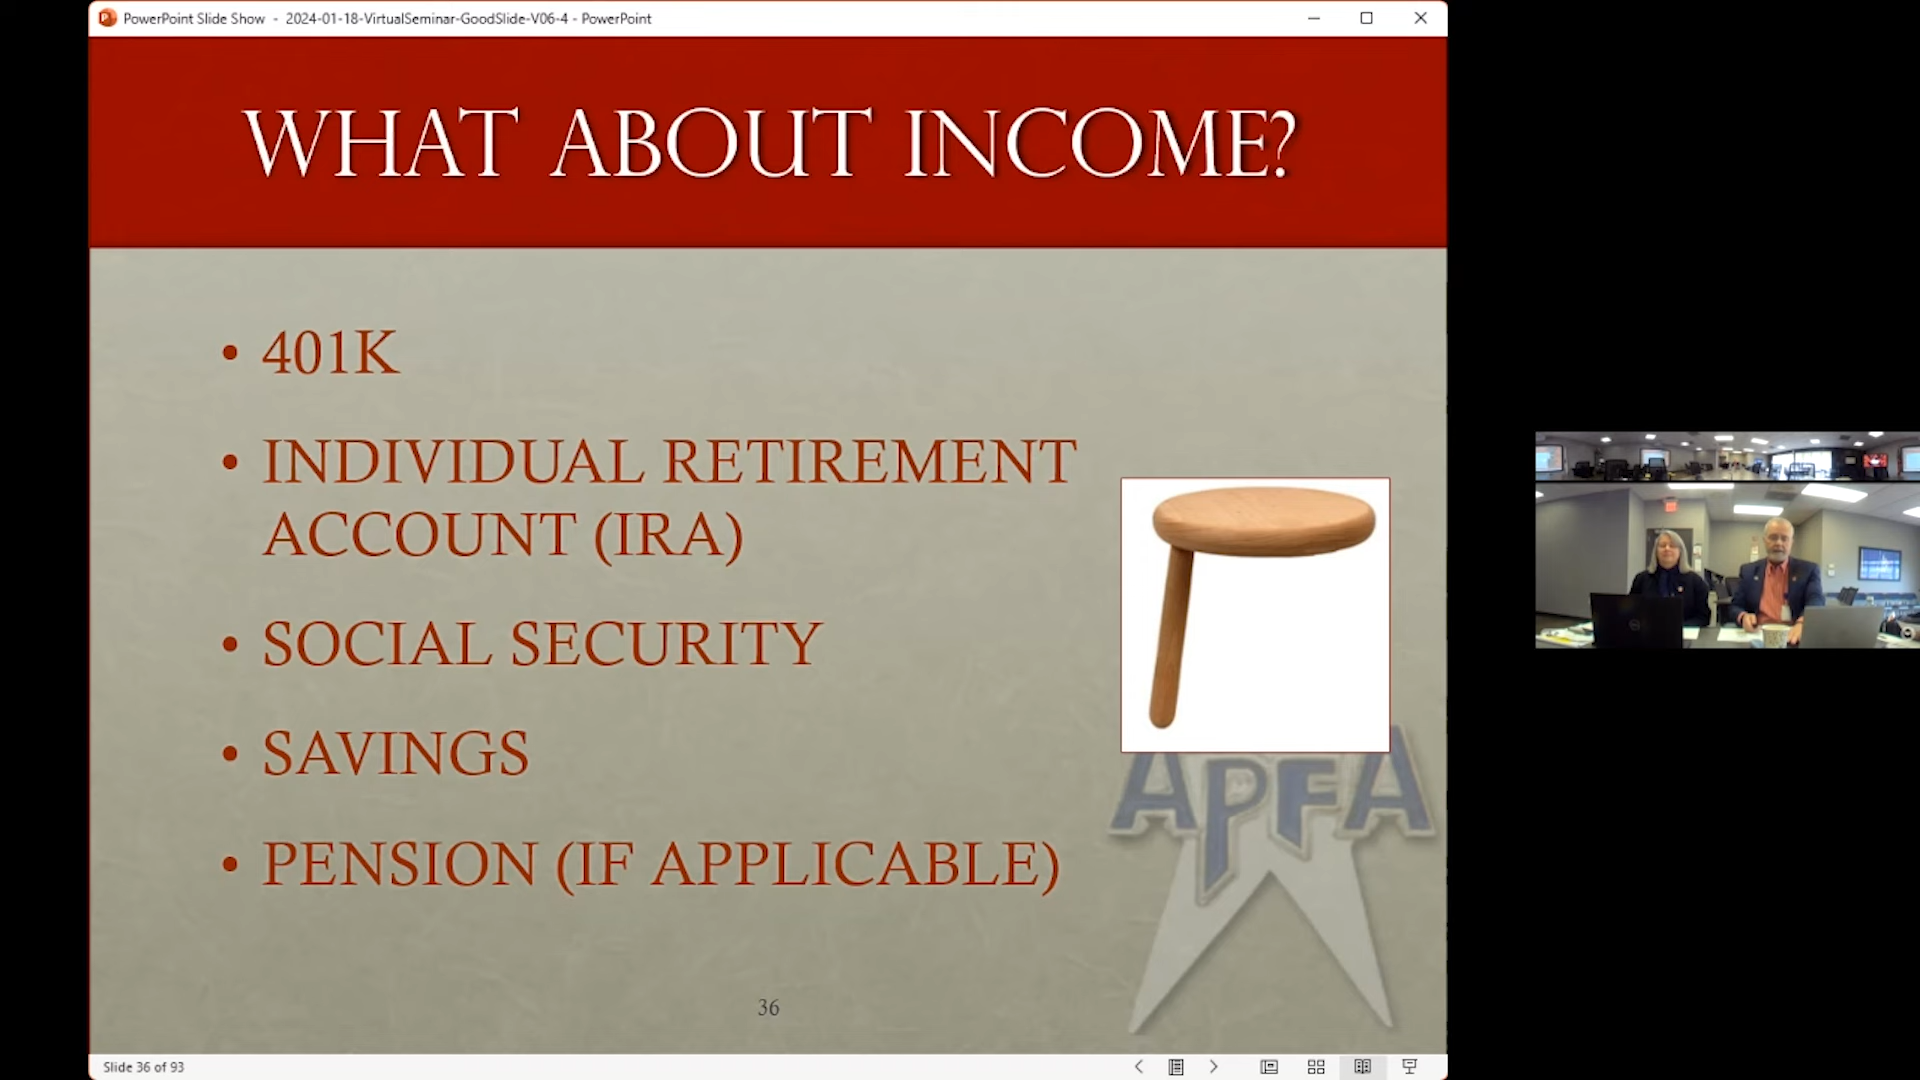 PowerPoint Slide Show - 2024-01-18-VirtualSeminar-GoodSlide-V06-4 - PowerPoint
WHAT ABOUT INCOME?
• 401K
• INDIVIDUAL RETIREMENT
ACCOUNT (IRA)
• SOCIAL SECURITY
• SAVINGS
• PENSION (IF APPLICABLE)
APFA
36
Slide 36 of 93